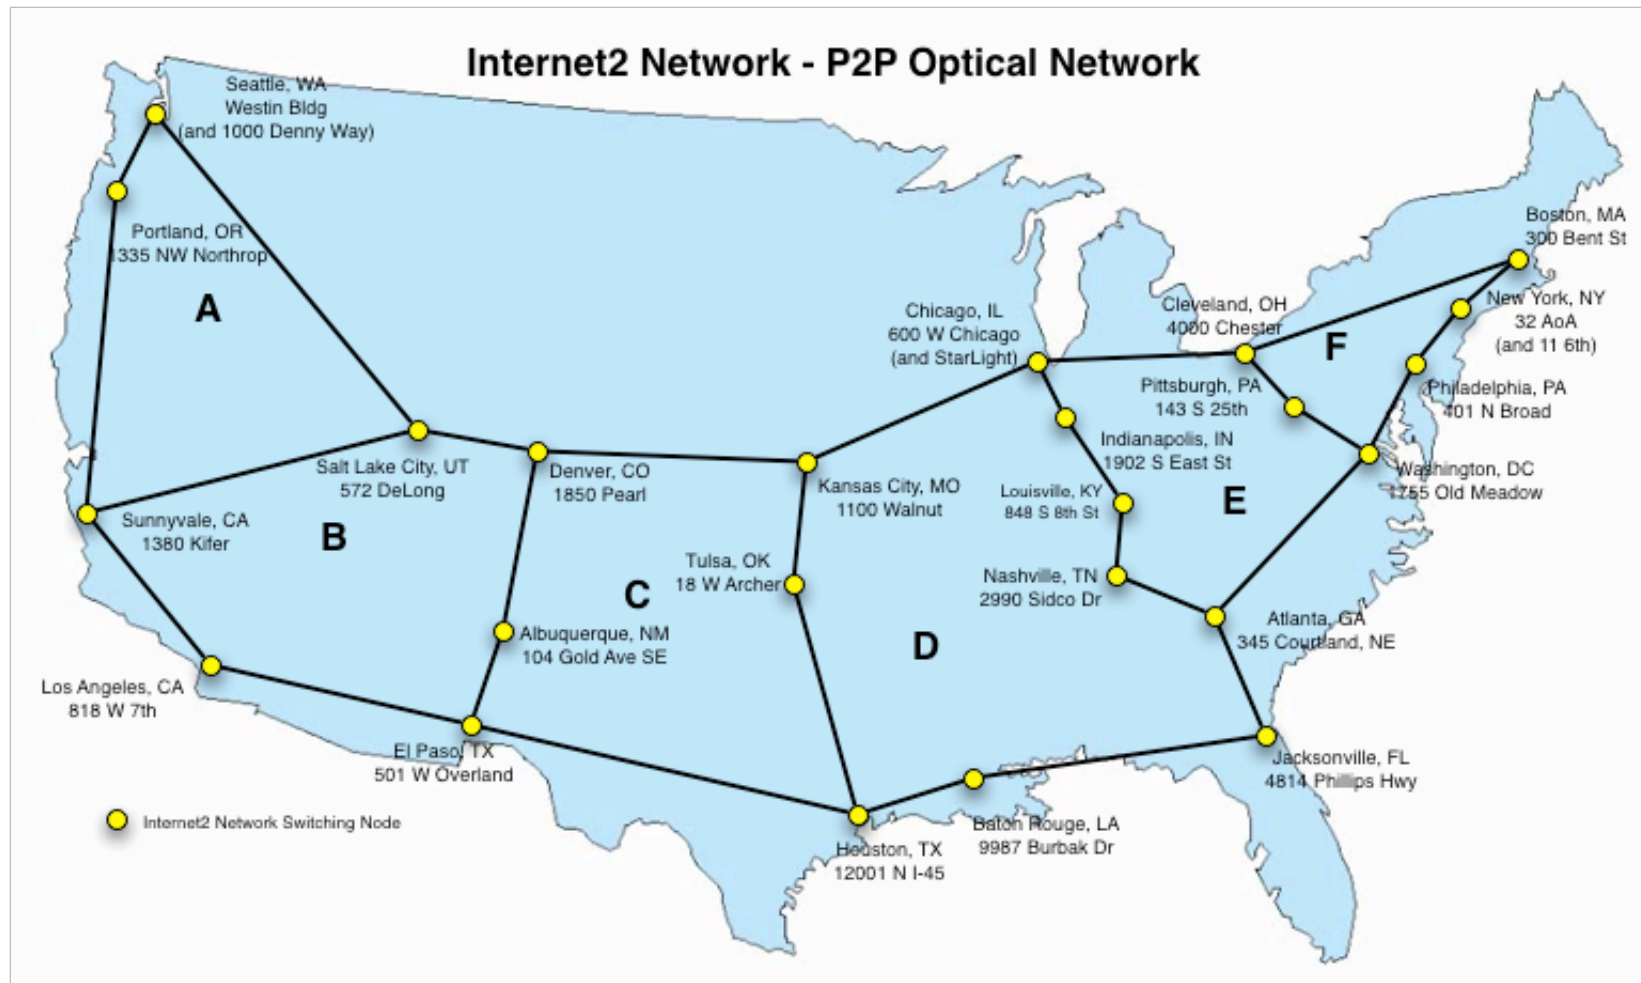 Internet2 Network - P2P Optical Network
Seattle, WA
Westin Bldg
(and 1000 Denny Way)
Portland, OR
1335 NW Northrop
A
Boston, MA
300 Bent St
New York, NY
32 AoA
(and 11 6th)
Chicago, IL
600 W Chicago
(and StarLight)
Cleveland, OH
4000 Chester
F
Pittsburgh, PA
143 S 25th
Philadelphia, PA
401 N Broad
Salt Lake City, UT
572 DeLong
Denver, CO
1850 Pearl
Kansas City, MO
1100 Walnut
Indianapolis, IN
1902 S East St
Washington, DC
1755 Old Meadow
Louisville, KY
848 S 8th St
E
Sunnyvale, CA
1380 Kifer
B
Tulsa, OK
18 W Archer
C
Nashville, TN
2990 Sidco Dr
Albuquerque, NM
104 Gold Ave SE
D
Atlanta, GA
345 Courtland, NE
Los Angeles, CA
818 W 7th
El Paso, TX
501 W Overland
Jacksonville, FL
4814 Phillips Hwy
Baton Rouge, LA
9987 Burbak Dr
Houston, TX
12001 N I-45
Internet2 Network Switching Node